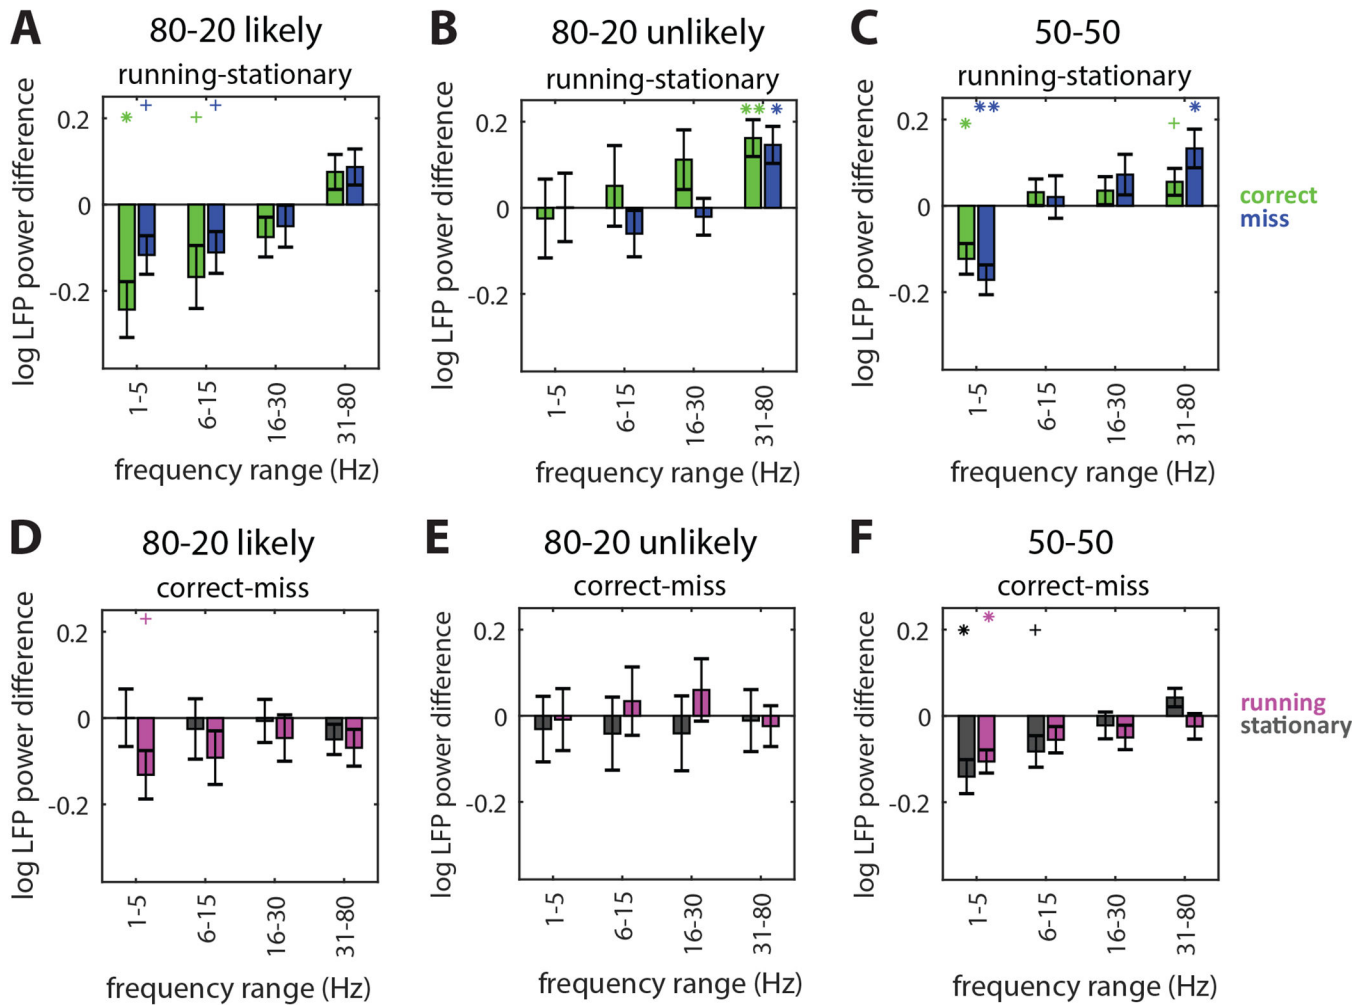 A
80-20 likely
running-stationary
log LFP power difference
0.2
0
-0.2
* + + +
1-5
6-15
16-30
31-80
frequency range (Hz)
B
80-20 unlikely
running-stationary
log LFP power difference
0.2
0
-0.2
** *
1-5
6-15
16-30
31-80
frequency range (Hz)
C
50-50
running-stationary
log LFP power difference
0.2
0
-0.2
* ** + *
1-5
6-15
16-30
31-80
frequency range (Hz)
correct
miss
D
80-20 likely
correct-miss
log LFP power difference
0.2
0
-0.2
+
1-5
6-15
16-30
31-80
frequency range (Hz)
E
80-20 unlikely
correct-miss
log LFP power difference
0.2
0
-0.2
1-5
6-15
16-30
31-80
frequency range (Hz)
F
50-50
correct-miss
log LFP power difference
0.2
0
-0.2
* * +
1-5
6-15
16-30
31-80
frequency range (Hz)
running
stationary